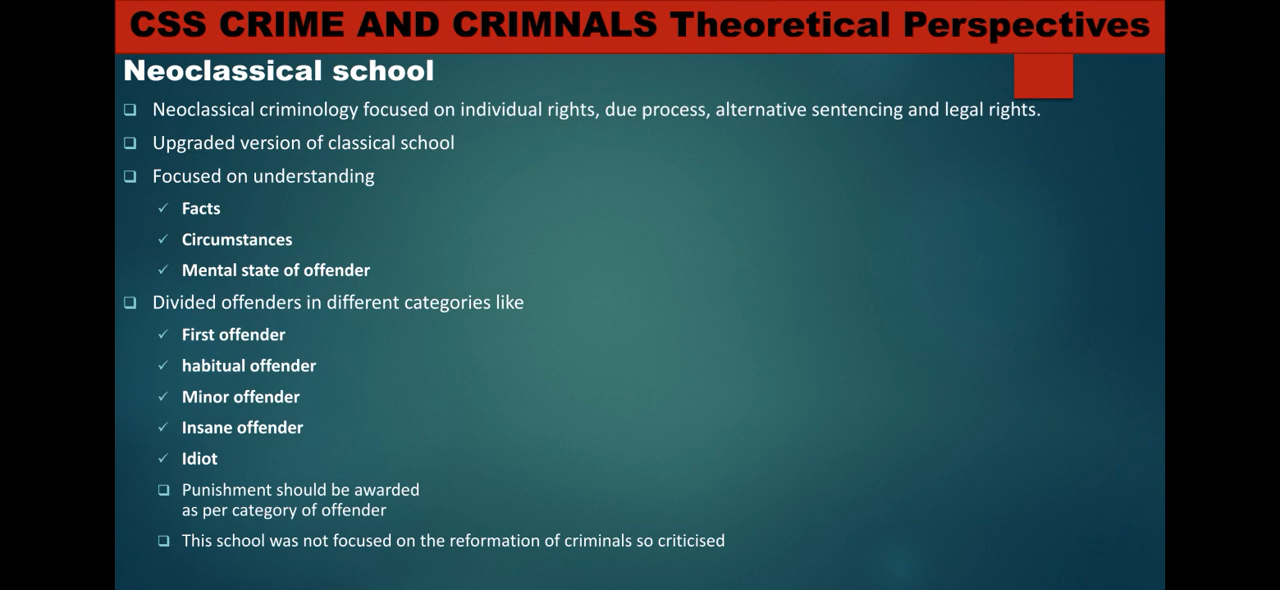 CSS CRIME AND CRIMNALS Theoretical Perspectives
Neoclassical school
Neoclassical criminology focused on individual rights, due process, alternative sentencing and legal rights.
Upgraded version of classical school
Focused on understanding
Facts
Circumstances
Mental state of offender
Divided offenders in different categories like
First offender
habitual offender
Minor offender
Insane offender
Idiot
Punishment should be awarded
as per category of offender
This school was not focused on the reformation of criminals so criticised